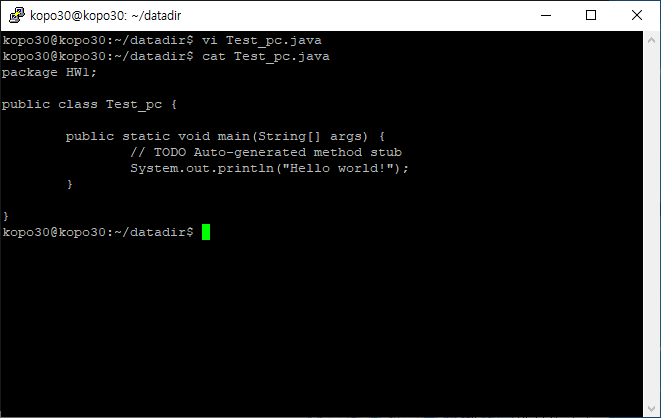 kopo30@kopo30: ~/datadir
kopo30@kopo30:~/datadir$ vi Test_pc.java
kopo30@kopo30:~/datadir$ cat Test_pc.java
package HW1;

public class Test_pc {

        public static void main(String[] args) {
                // TODO Auto-generated method stub
                System.out.println("Hello world!");
        }

}
kopo30@kopo30:~/datadir$